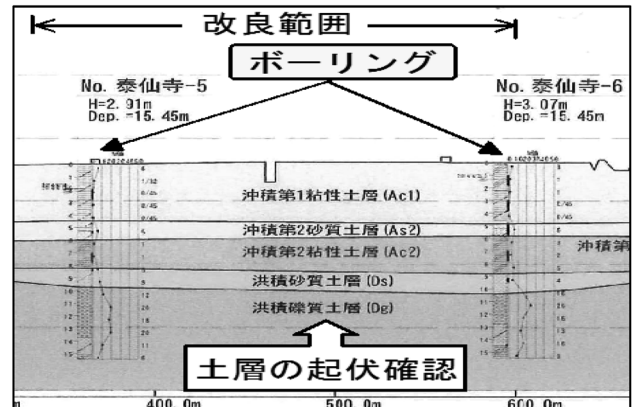 改良範囲
ボーリング
No. 泰仙寺-5
H=2. 91m
Dep. =15. 45m
No. 泰仙寺-6
H=3. 07m
Dep. =15. 45m
沖積第1粘性土層(Ac1)
沖積第2砂質土層(As2)
沖積第2粘性土層(Ac2)
沖積第
洪積砂質土層(Ds)
洪積礫質土層(Dg)
土層の起伏確認
400. 0m
500. 0m
600. 0m